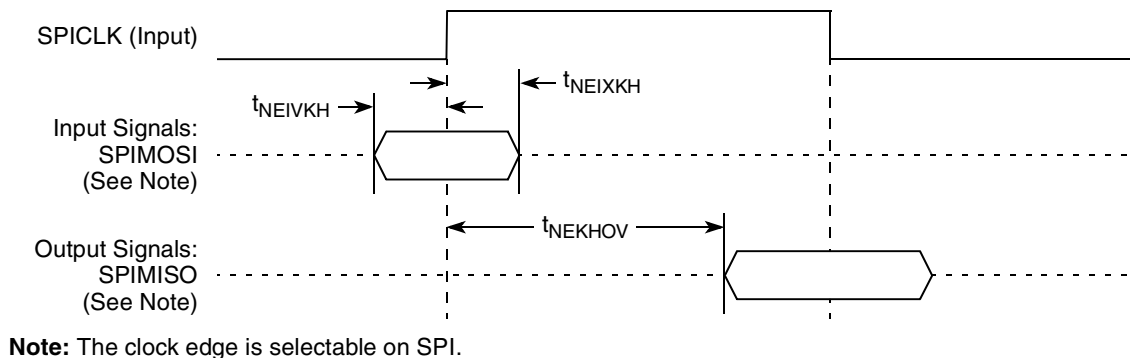 SPICLK (Input)
tNEIXKH
tNEIVKH
Input Signals:
SPIMOSI
(See Note)
tNEKHOV
Output Signals:
SPIMISO
(See Note)
Note: The clock edge is selectable on SPI.